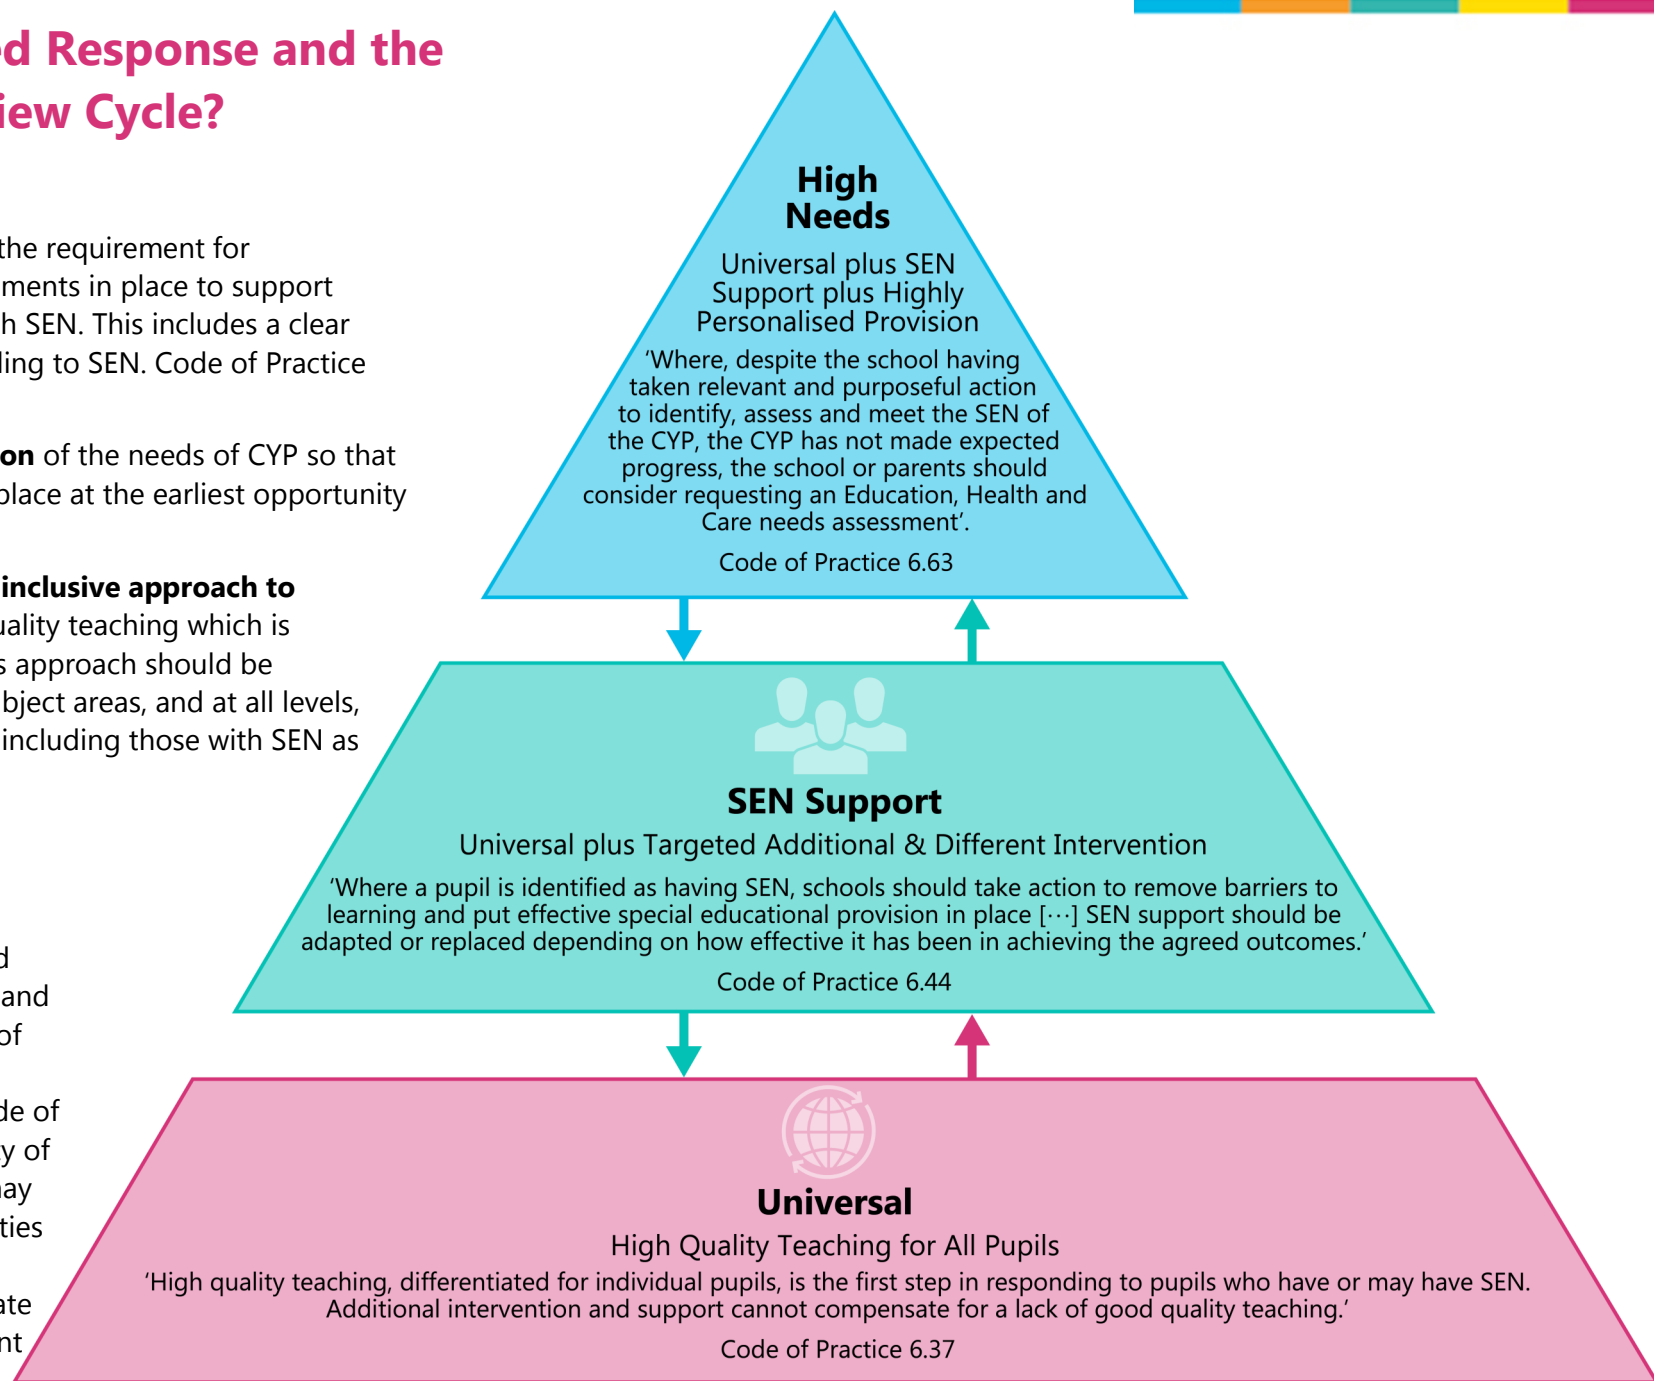 ed Response and the
iew Cycle?
the requirement for
ments in place to support
h SEN. This includes a clear
ling to SEN. Code of Practice
on of the needs of CYP so that
place at the earliest opportunity
inclusive approach to
uality teaching which is
s approach should be
bject areas, and at all levels,
including those with SEN as
d
and
of
de of
y of
nay
ties
ate
nt
High
Needs
Universal plus SEN
Support plus Highly
Personalised Provision
‘Where, despite the school having
taken relevant and purposeful action
to identify, assess and meet the SEN of
the CYP, the CYP has not made expected
progress, the school or parents should
consider requesting an Education, Health and
Care needs assessment’.
Code of Practice 6.63
SEN Support
Universal plus Targeted Additional & Different Intervention
‘Where a pupil is identified as having SEN, schools should take action to remove barriers to
learning and put effective special educational provision in place [···] SEN support should be
adapted or replaced depending on how effective it has been in achieving the agreed outcomes.’
Code of Practice 6.44
Universal
High Quality Teaching for All Pupils
‘High quality teaching, differentiated for individual pupils, is the first step in responding to pupils who have or may have SEN.
Additional intervention and support cannot compensate for a lack of good quality teaching.’
Code of Practice 6.37